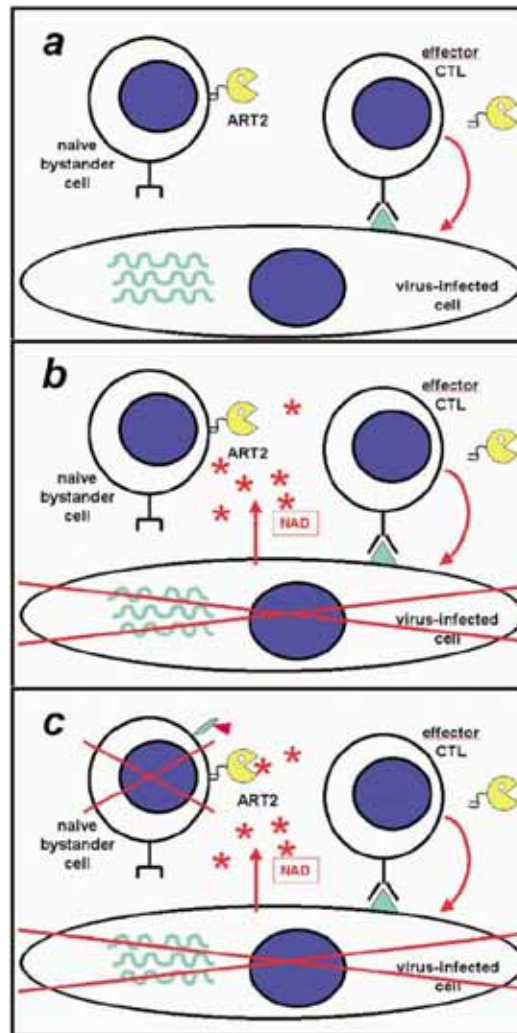 a
effector
CTL
ART2
naive
bystander
cell
virus-infected
cell
b
effector
CTL
ART2
naive
bystander
cell
NAD
virus-infected
cell
c
effector
CTL
ART2
naive
bystander
cell
NAD
virus-infected
cell